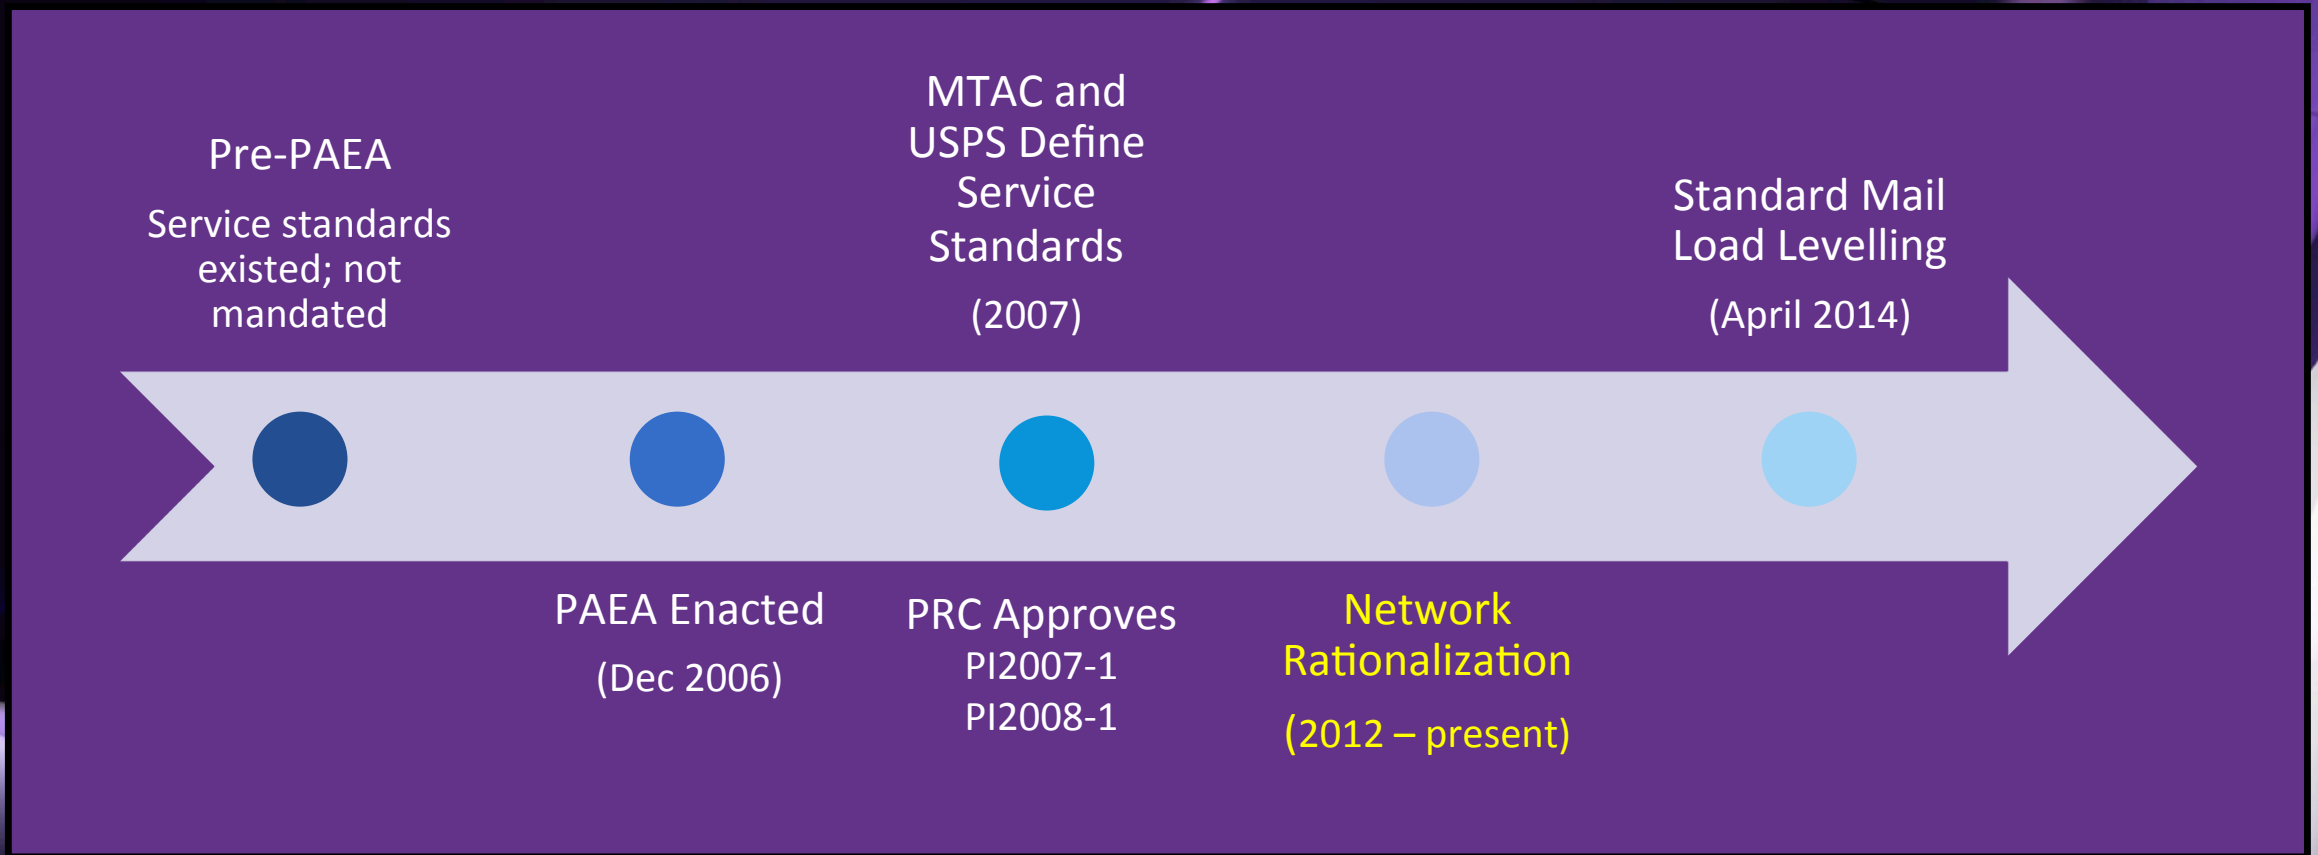 Pre-PAEA
Service standards
existed; not
mandated
PAEA Enacted
(Dec 2006)
MTAC and
USPS Define
Service
Standards
(2007)
PRC Approves
PI2007-1
PI2008-1
Network
Rationalization
(2012 – present)
Standard Mail
Load Levelling
(April 2014)